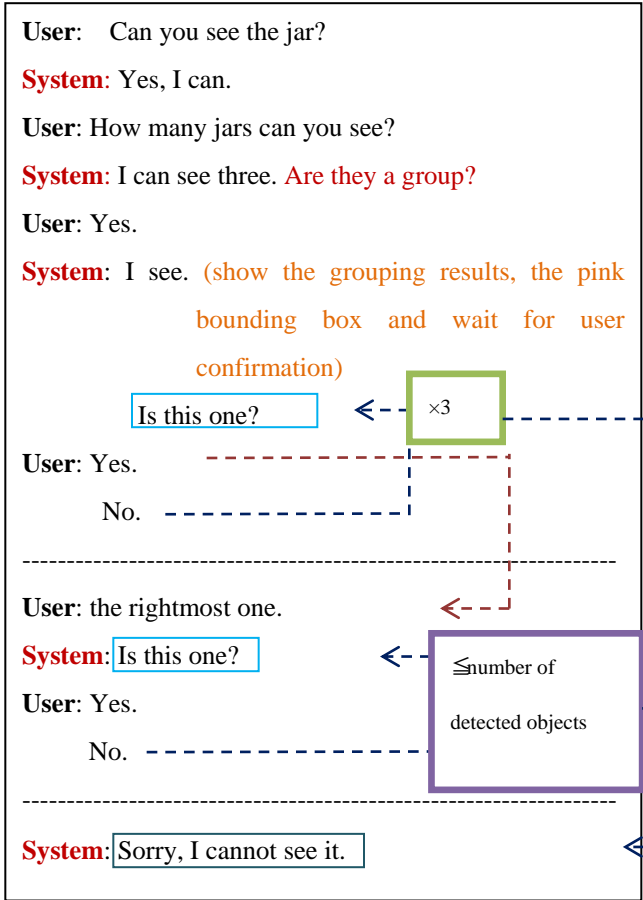 User: Can you see the jar?
System: Yes, I can.
User: How many jars can you see?
System: I can see three. Are they a group?
User: Yes.
System: I see. (show the grouping results, the pink
bounding box and wait for user
confirmation)
Is this one?
×3
User: Yes.
No.
User: the rightmost one.
System: Is this one?
≦number of
detected objects
User: Yes.
No.
System: Sorry, I cannot see it.